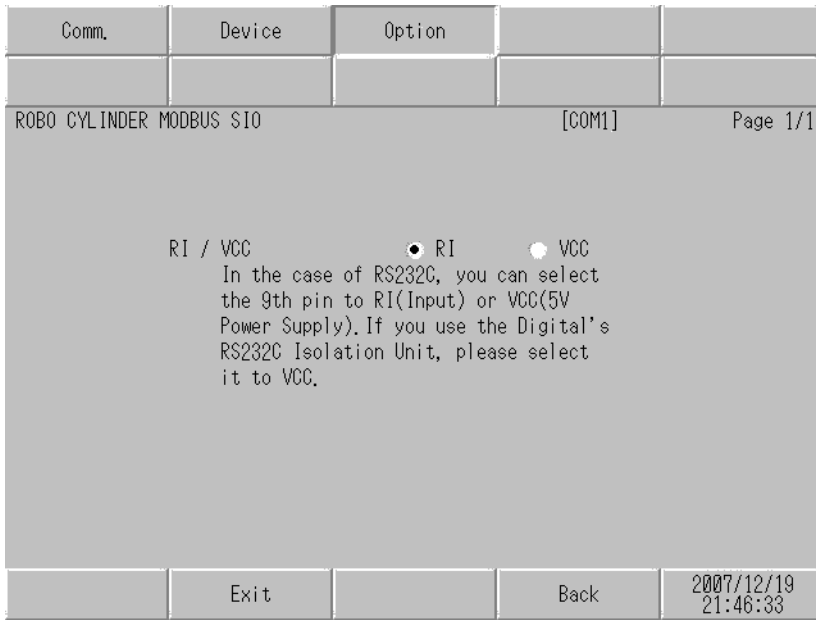 Comm. Device Option
ROBO CYLINDER MODBUS SIO [COM1] Page 1/1
RI / VCC RI VCC
In the case of RS232C, you can select
the 9th pin to RI(Input) or VCC(5V
Power Supply).If you use the Digital's
RS232C Isolation Unit, please select
it to VCC.
Exit Back 2007/12/19
21:46:33